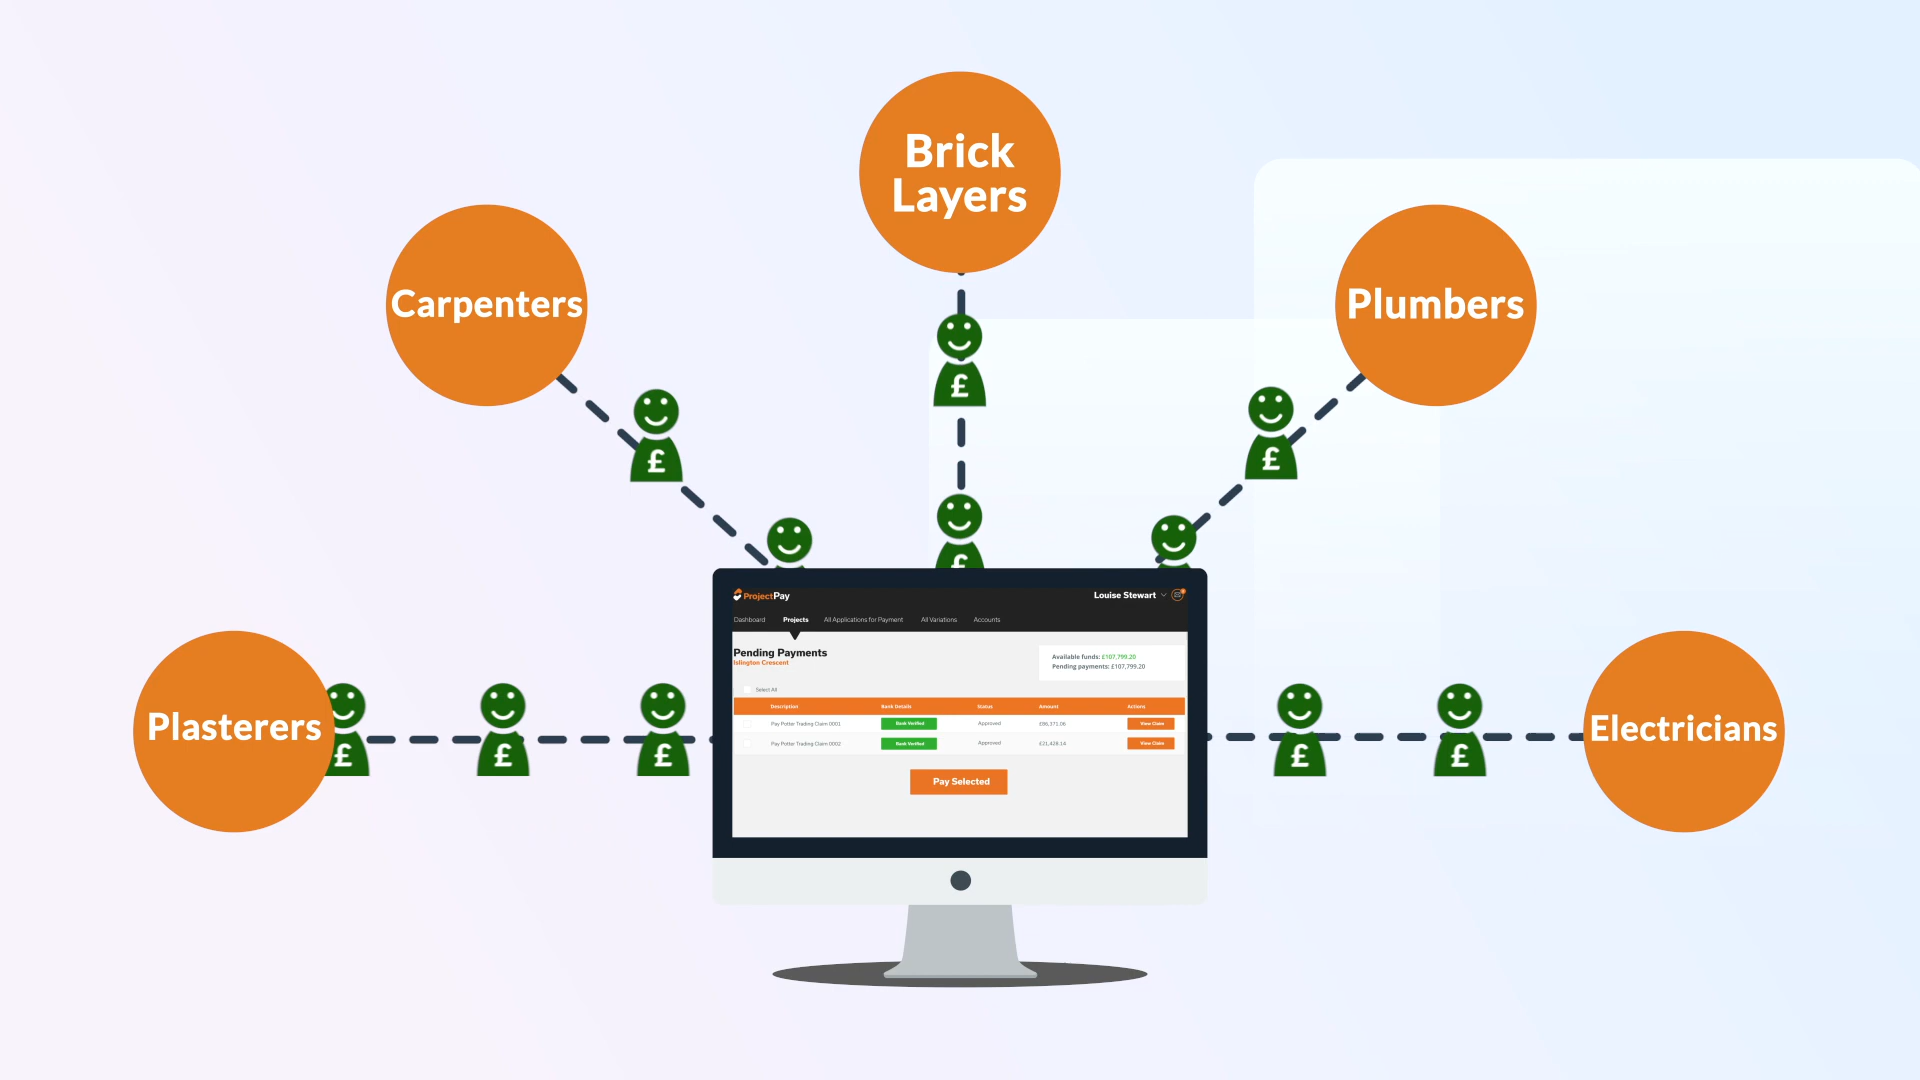 Brick
Layers
Carpenters
Plumbers
£
£
£
£
ProjectPay
Louise Stewart
Dashboard Projects All Applications for Payment All Variations Accounts
Pending Payments
Islington Crescent
Available funds: £107,799.20
Pending payments: £107,799.20
Select All
Description Bank Details Status Amount Actions
Pay Potter Trading Claim 0001 Bank Verified Approved £86,371.06 View Claim
Pay Potter Trading Claim 0002 Bank Verified Approved £21,428.14 View Claim
Pay Selected
Plasterers
£ £ £
£ £
Electricians